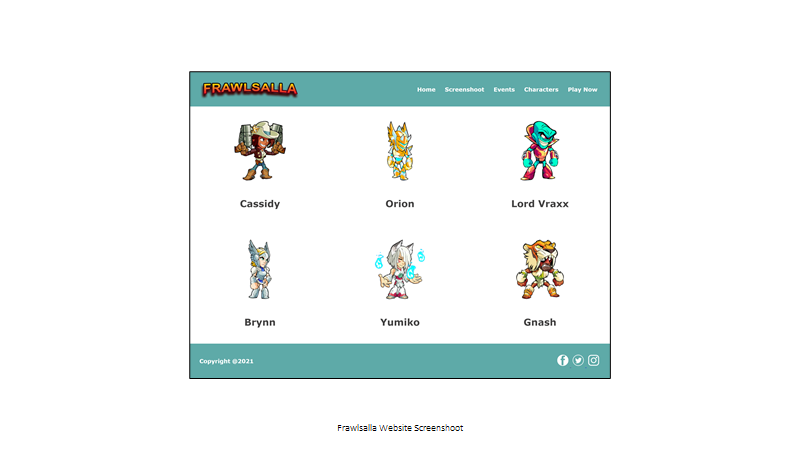 FRAWLSALLA
Home Screenshoot Events Characters Play Now
Cassidy Orion Lord Vraxx
Brynn Yumiko Gnash
Copyright @2021
Frawlsalla Website Screenshoot